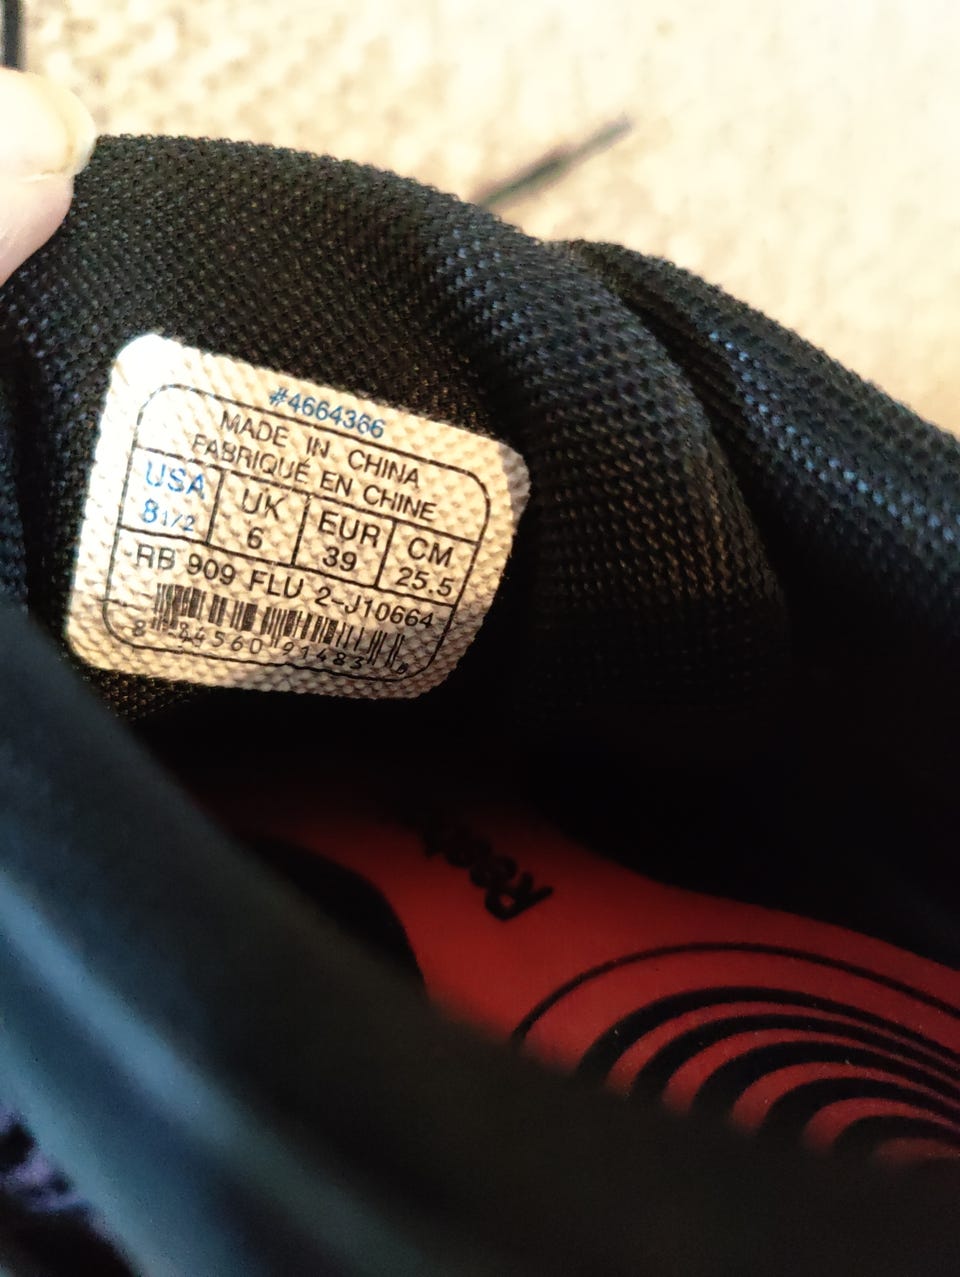 #4664366
MADE IN CHINA
FABRIQUÉ EN CHINE
USA UK EUR CM
8 1/2 6 39 25.5
RB 909 FLU 2-J10664
Reebok